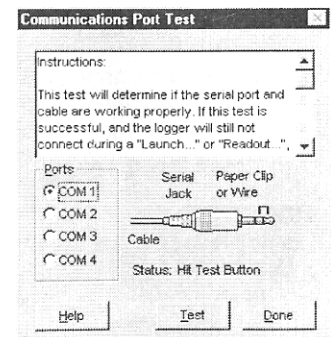 Communications Port Test
Instructions:
This test will determine if the serial port and
cable are working properly. If this test is
successful, and the logger will still not
connect during a "Launch..." or "Readout...",
Ports
COM 1
COM 2
COM 3
COM 4
Serial Paper Clip
Jack or Wire
Cable
Status: Hit Test Button
Help Test Done